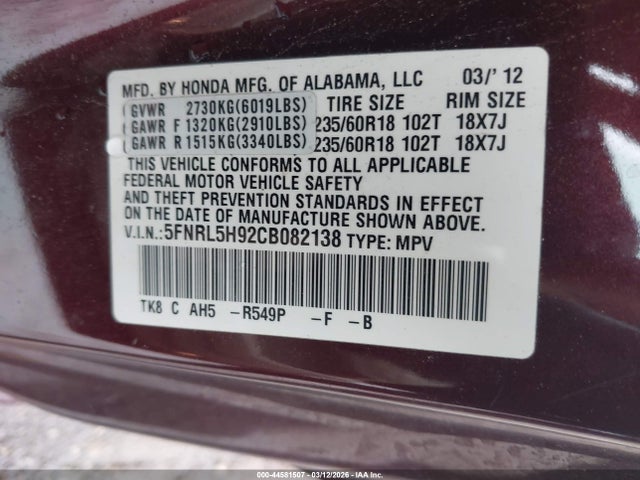 MFD. BY HONDA MFG. OF ALABAMA, LLC 03/' 12
GVWR 2730KG(6019LBS) TIRE SIZE RIM SIZE
GAWR F 1320KG(2910LBS) 235/60R18 102T 18X7J
GAWR R 1515KG(3340LBS) 235/60R18 102T 18X7J
THIS VEHICLE CONFORMS TO ALL APPLICABLE
FEDERAL MOTOR VEHICLE SAFETY
AND THEFT PREVENTION STANDARDS IN EFFECT
ON THE DATE OF MANUFACTURE SHOWN ABOVE.
V.I.N.: 5FNRL5H92CB082138 TYPE: MPV
TK8 C AH5 -R549P -F -B
000-44581507 - 03/12/2026 - IAAI.COM